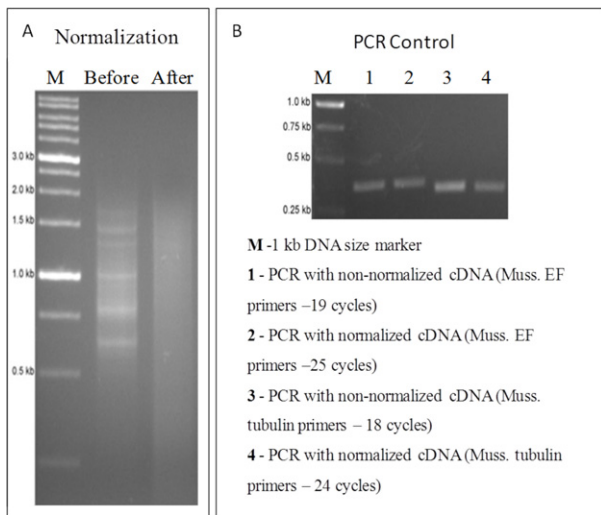 A
Normalization
M Before After
3.0 kb
2.0 kb
1.5 kb
1.0 kb
0.5 kb
B
PCR Control
M 1 2 3 4
1.0 kb
0.75 kb
0.5 kb
0.25 kb
M -1 kb DNA size marker
1 - PCR with non-normalized cDNA (Muss. EF
primers –19 cycles)
2 - PCR with normalized cDNA (Muss. EF
primers –25 cycles)
3 - PCR with non-normalized cDNA (Muss.
tubulin primers – 18 cycles)
4 - PCR with normalized cDNA (Muss. tubulin
primers – 24 cycles)